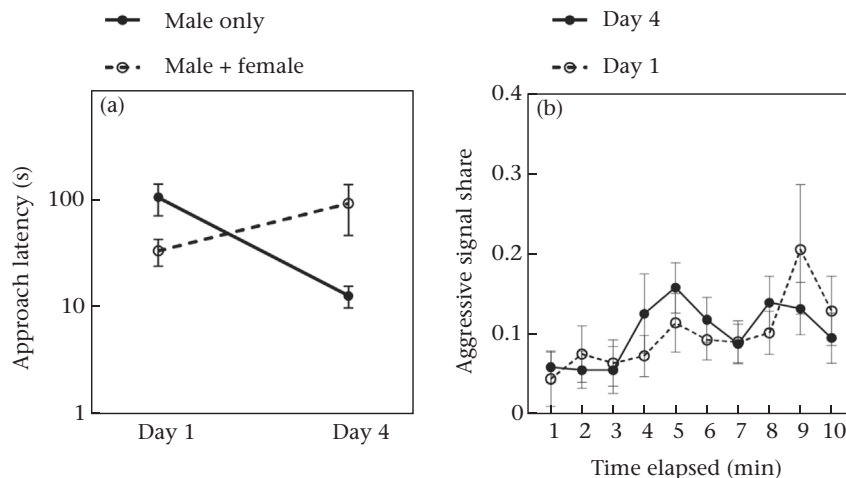 Male only
Male + female
(a)
Approach latency (s)
100
10
1
Day 1
Day 4
Day 4
Day 1
(b)
Aggressive signal share
0.4
0.3
0.2
0.1
0
1 2 3 4 5 6 7 8 9 10
Time elapsed (min)